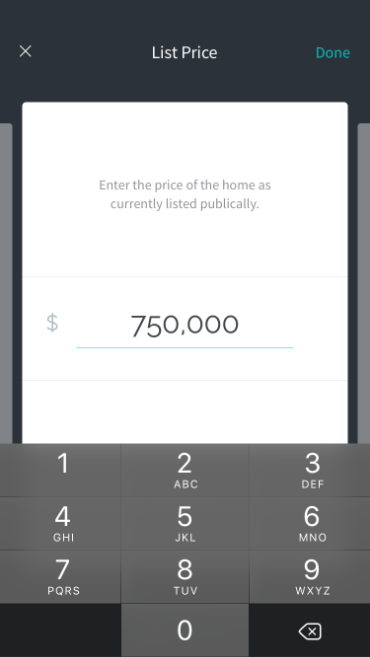 List Price
Done
Enter the price of the home as
currently listed publically.
$ 750,000
1
2
ABC
3
DEF
4
GHI
5
JKL
6
MNO
7
PQRS
8
TUV
9
WXYZ
0